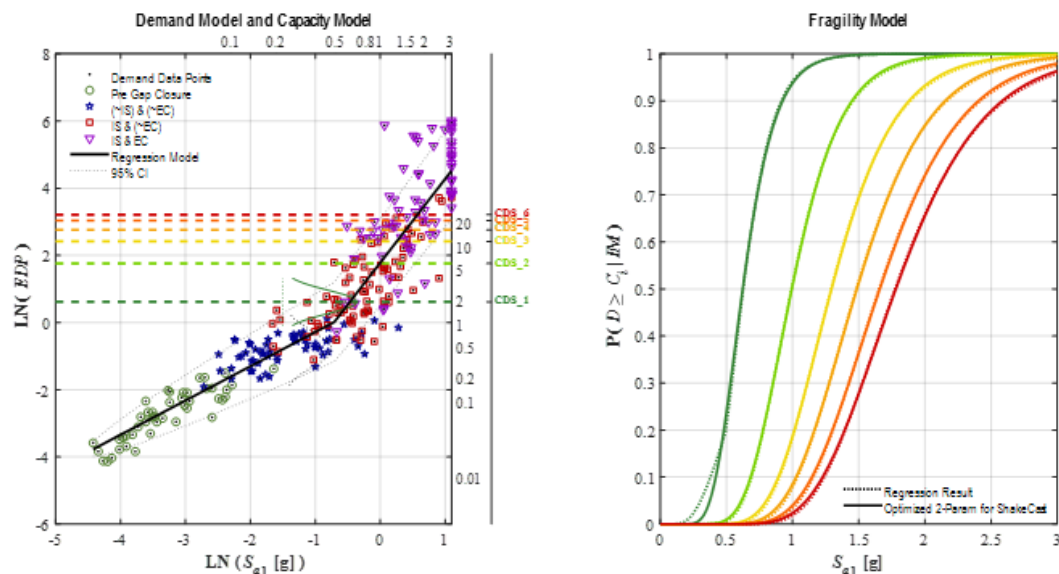 Demand Model and Capacity Model
0.1 0.2 0.5 0.81 1.5 2 3
8
6
4
2
0
-2
-4
-6
LN(EDP)
Demand Data Points
Pre Gap Closure
(~IS) & (~EC)
IS & (~EC)
IS & EC
Regression Model
95% CI
20
10
5
2
1
0.5
0.2
0.1
0.01
CDS_6
CDS_4
CDS_3
CDS_2
CDS_1
-5 -4 -3 -2 -1 0 1
LN (Sa1 [g])
Fragility Model
1
0.9
0.8
0.7
0.6
0.5
0.4
0.3
0.2
0.1
0
P( D ≥ Ci | IM)
Regression Result
Optimized 2-Param for ShakeCast
0 0.5 1 1.5 2 2.5 3
Sa1 [g]